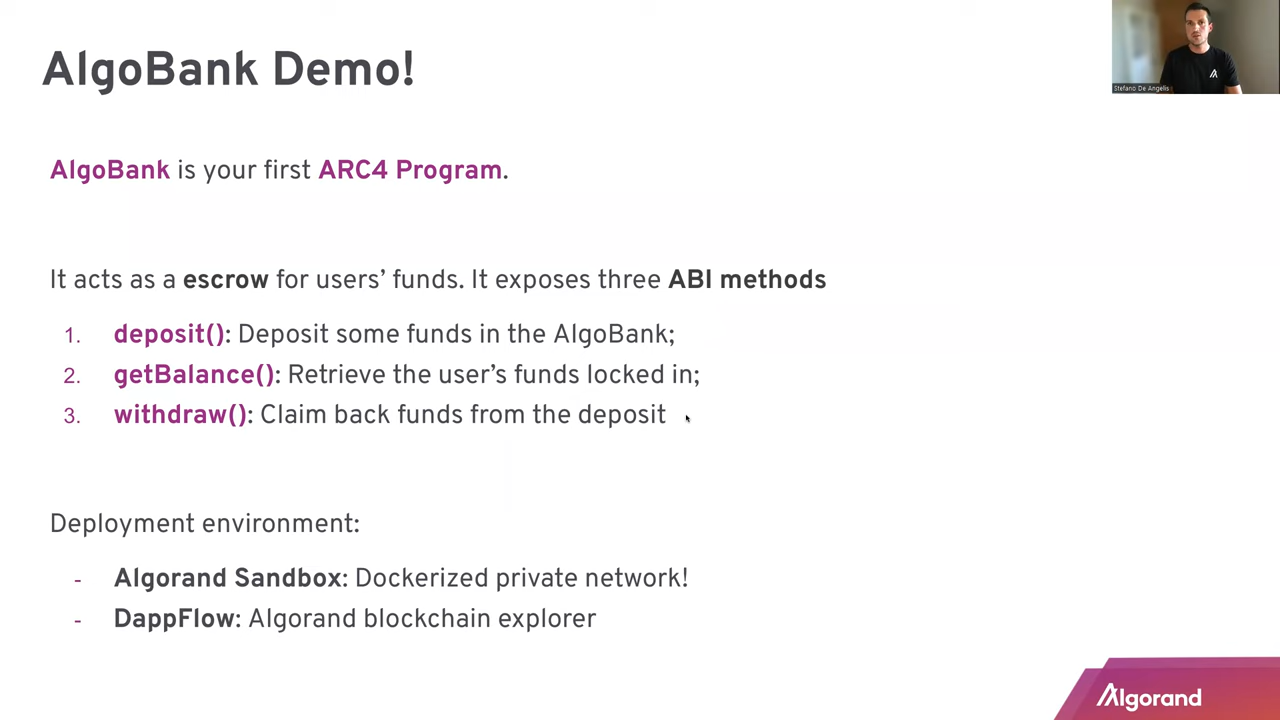 AlgoBank Demo!
Stefano De Angelis
AlgoBank is your first ARC4 Program.
It acts as a escrow for users’ funds. It exposes three ABI methods
1. deposit(): Deposit some funds in the AlgoBank;
2. getBalance(): Retrieve the user’s funds locked in;
3. withdraw(): Claim back funds from the deposit
Deployment environment:
- Algorand Sandbox: Dockerized private network!
- DappFlow: Algorand blockchain explorer
Algorand